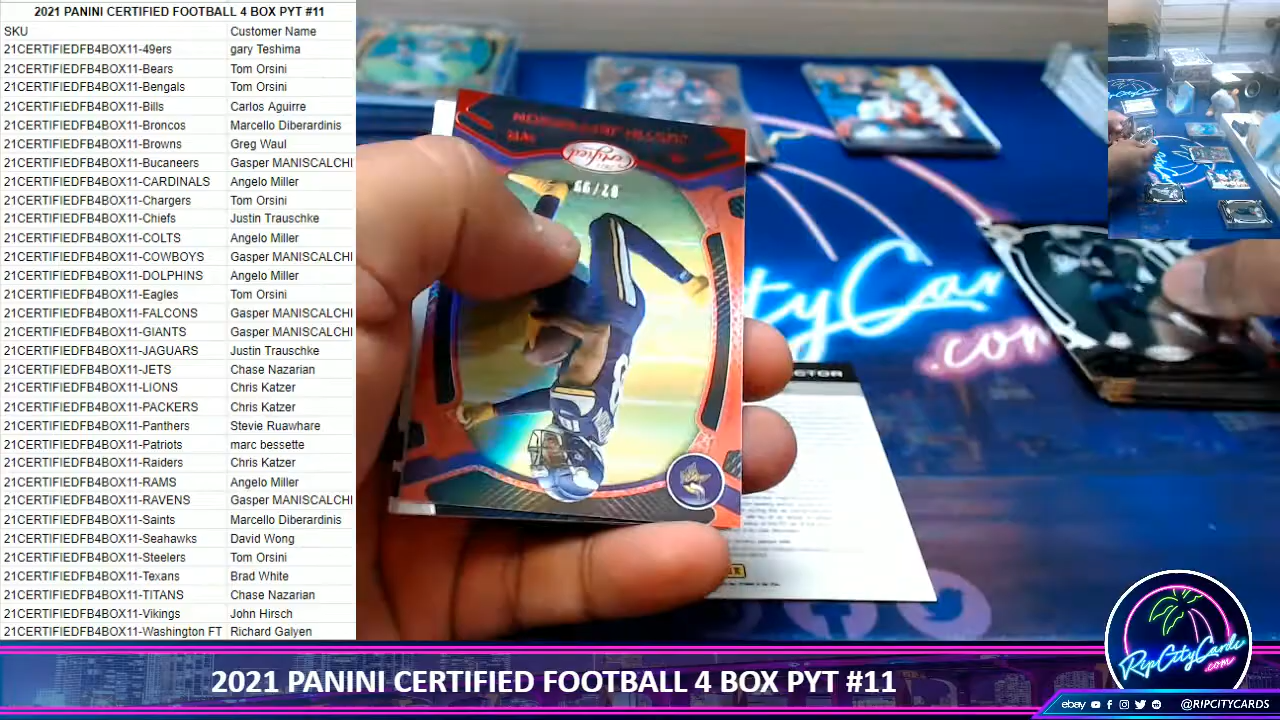 2021 PANINI CERTIFIED FOOTBALL 4 BOX PYT #11
SKU Customer Name
21CERTIFIEDFB4BOX11-49ers gary Teshima
21CERTIFIEDFB4BOX11-Bears Tom Orsini
21CERTIFIEDFB4BOX11-Bengals Tom Orsini
21CERTIFIEDFB4BOX11-Bills Carlos Aguirre
21CERTIFIEDFB4BOX11-Broncos Marcello Diberardinis
21CERTIFIEDFB4BOX11-Browns Greg Waul
21CERTIFIEDFB4BOX11-Bucaneers Gasper MANISCALCHI
21CERTIFIEDFB4BOX11-CARDINALS Angelo Miller
21CERTIFIEDFB4BOX11-Chargers Tom Orsini
21CERTIFIEDFB4BOX11-Chiefs Justin Trauschke
21CERTIFIEDFB4BOX11-COLTS Angelo Miller
21CERTIFIEDFB4BOX11-COWBOYS Gasper MANISCALCHI
21CERTIFIEDFB4BOX11-DOLPHINS Angelo Miller
21CERTIFIEDFB4BOX11-Eagles Tom Orsini
21CERTIFIEDFB4BOX11-FALCONS Gasper MANISCALCHI
21CERTIFIEDFB4BOX11-GIANTS Gasper MANISCALCHI
21CERTIFIEDFB4BOX11-JAGUARS Justin Trauschke
21CERTIFIEDFB4BOX11-JETS Chase Nazarian
21CERTIFIEDFB4BOX11-LIONS Chris Katzer
21CERTIFIEDFB4BOX11-PACKERS Chris Katzer
21CERTIFIEDFB4BOX11-Panthers Stevie Ruawhare
21CERTIFIEDFB4BOX11-Patriots marc bessette
21CERTIFIEDFB4BOX11-Raiders Chris Katzer
21CERTIFIEDFB4BOX11-RAMS Angelo Miller
21CERTIFIEDFB4BOX11-RAVENS Gasper MANISCALCHI
21CERTIFIEDFB4BOX11-Saints Marcello Diberardinis
21CERTIFIEDFB4BOX11-Seahawks David Wong
21CERTIFIEDFB4BOX11-Steelers Tom Orsini
21CERTIFIEDFB4BOX11-Texans Brad White
21CERTIFIEDFB4BOX11-TITANS Chase Nazarian
21CERTIFIEDFB4BOX11-Vikings John Hirsch
21CERTIFIEDFB4BOX11-Washington FT Richard Galyen
Certified
tyCar
.com
RipCityCards
.com
2021 PANINI CERTIFIED FOOTBALL 4 BOX PYT #11
ebay @RIPCITYCARDS